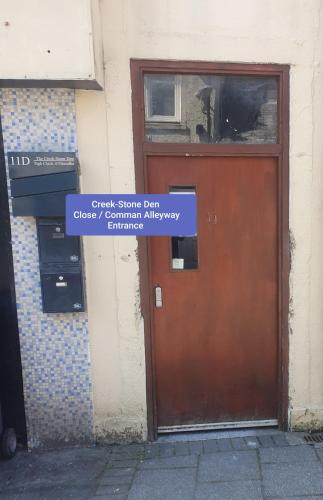 11D The Creek-Stone Den
Creek-Stone Den
Close / Comman Alleyway
Entrance